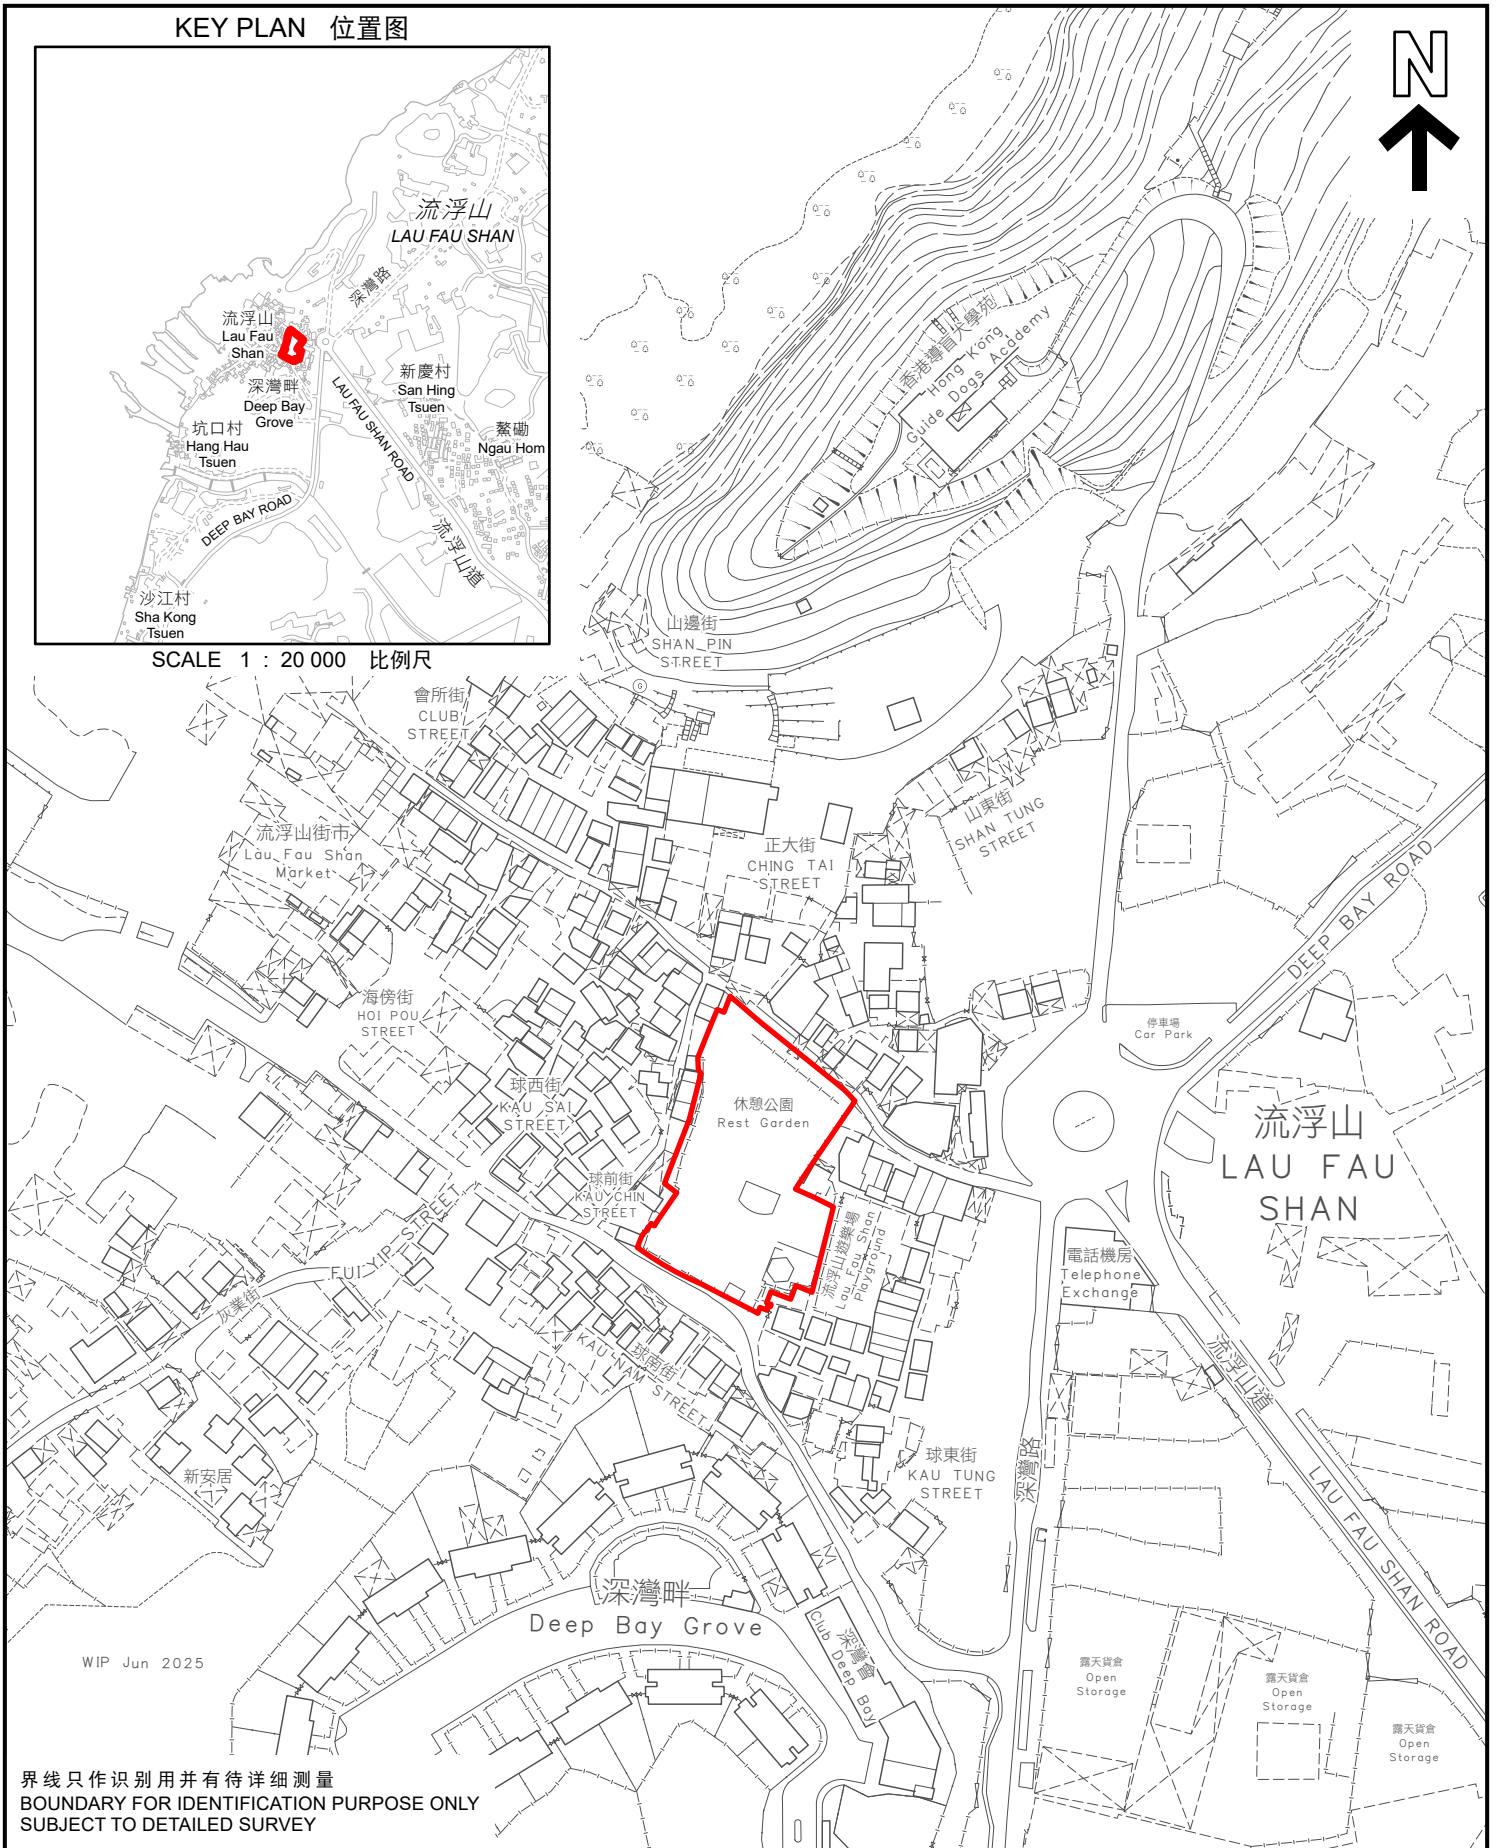 KEY PLAN 位置图
N
流浮山
LAU FAU SHAN
深灣路
流浮山
Lau Fau
Shan
深灣畔
Deep Bay
Grove
新慶村
San Hing
Tsuen
LAU FAU SHAN ROAD
坑口村
Hang Hau
Tsuen
鰲磡
Ngau Hom
DEEP BAY ROAD
流浮山道
沙江村
Sha Kong
Tsuen
SCALE 1 : 20 000 比例尺
香港導盲犬學苑
Hong Kong
Guide Dogs Academy
山邊街
SHAN PIN
STREET
G
會所街
CLUB
STREET
流浮山街市
Lau Fau Shan
Market
正大街
CHING TAI
STREET
山東街
SHAN TUNG
STREET
DEEP BAY ROAD
海傍街
HOI POU
STREET
停車場
Car Park
球西街
KAU SAI
STREET
休憩公園
Rest Garden
流浮山
LAU FAU
SHAN
球前街
KAU CHIN
STREET
流浮山遊樂場
Lau Fau Shan
Playground
電話機房
Telephone
Exchange
FUI YIP STREET
灰業街
球南街
KAU NAM STREET
流浮山道
新安居
球東街
KAU TUNG
STREET
深灣路
LAU FAU SHAN ROAD
深灣畔
Deep Bay Grove
深灣會
Club Deep Bay
WIP Jun 2025
露天貨倉
Open
Storage
露天貨倉
Open
Storage
露天貨倉
Open
Storage
界线只作识别用并有待详细测量
BOUNDARY FOR IDENTIFICATION PURPOSE ONLY
SUBJECT TO DETAILED SURVEY